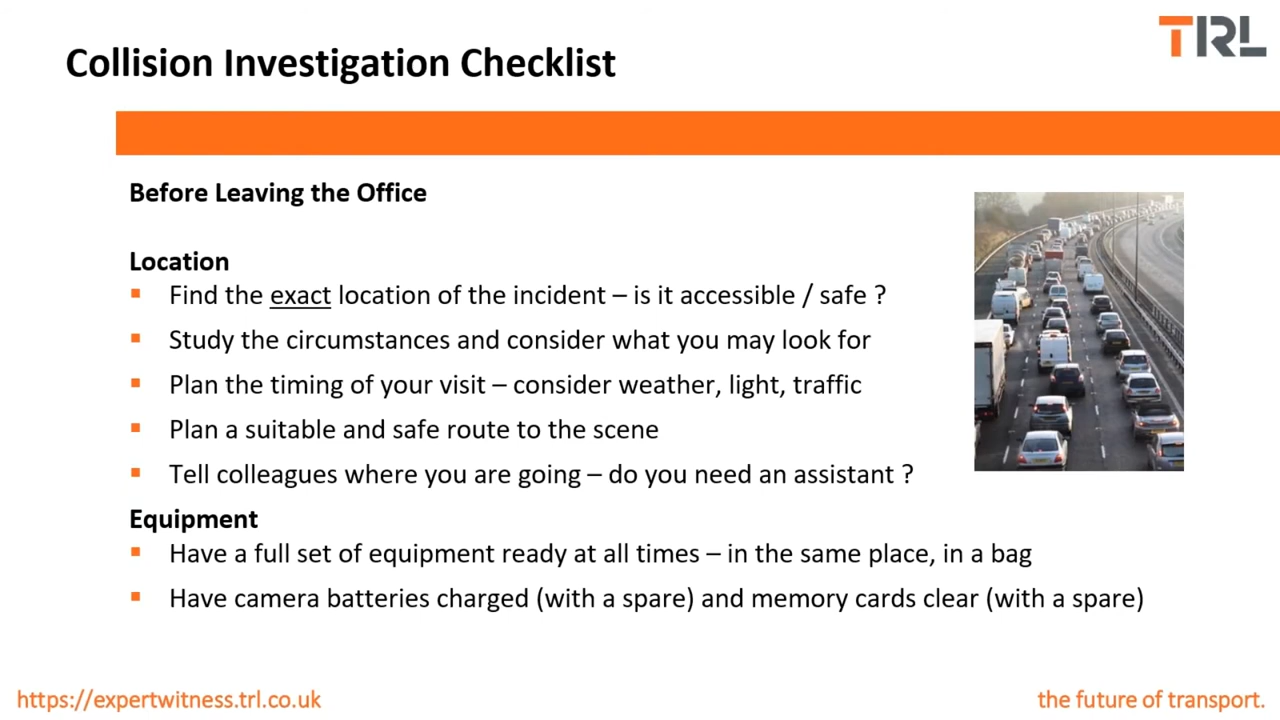 TRL
Collision Investigation Checklist
Before Leaving the Office
Location
▪ Find the exact location of the incident – is it accessible / safe ?
▪ Study the circumstances and consider what you may look for
▪ Plan the timing of your visit – consider weather, light, traffic
▪ Plan a suitable and safe route to the scene
▪ Tell colleagues where you are going – do you need an assistant ?
Equipment
▪ Have a full set of equipment ready at all times – in the same place, in a bag
▪ Have camera batteries charged (with a spare) and memory cards clear (with a spare)
https://expertwitness.trl.co.uk
the future of transport.